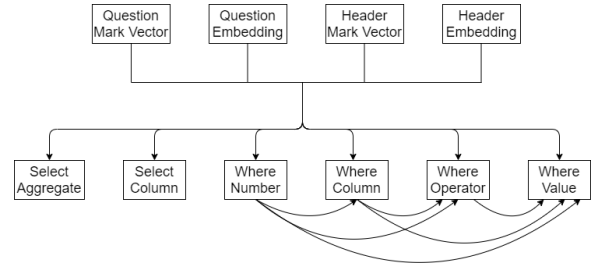 Question
Mark Vector
Question
Embedding
Header
Mark Vector
Header
Embedding
Select
Aggregate
Select
Column
Where
Number
Where
Column
Where
Operator
Where
Value